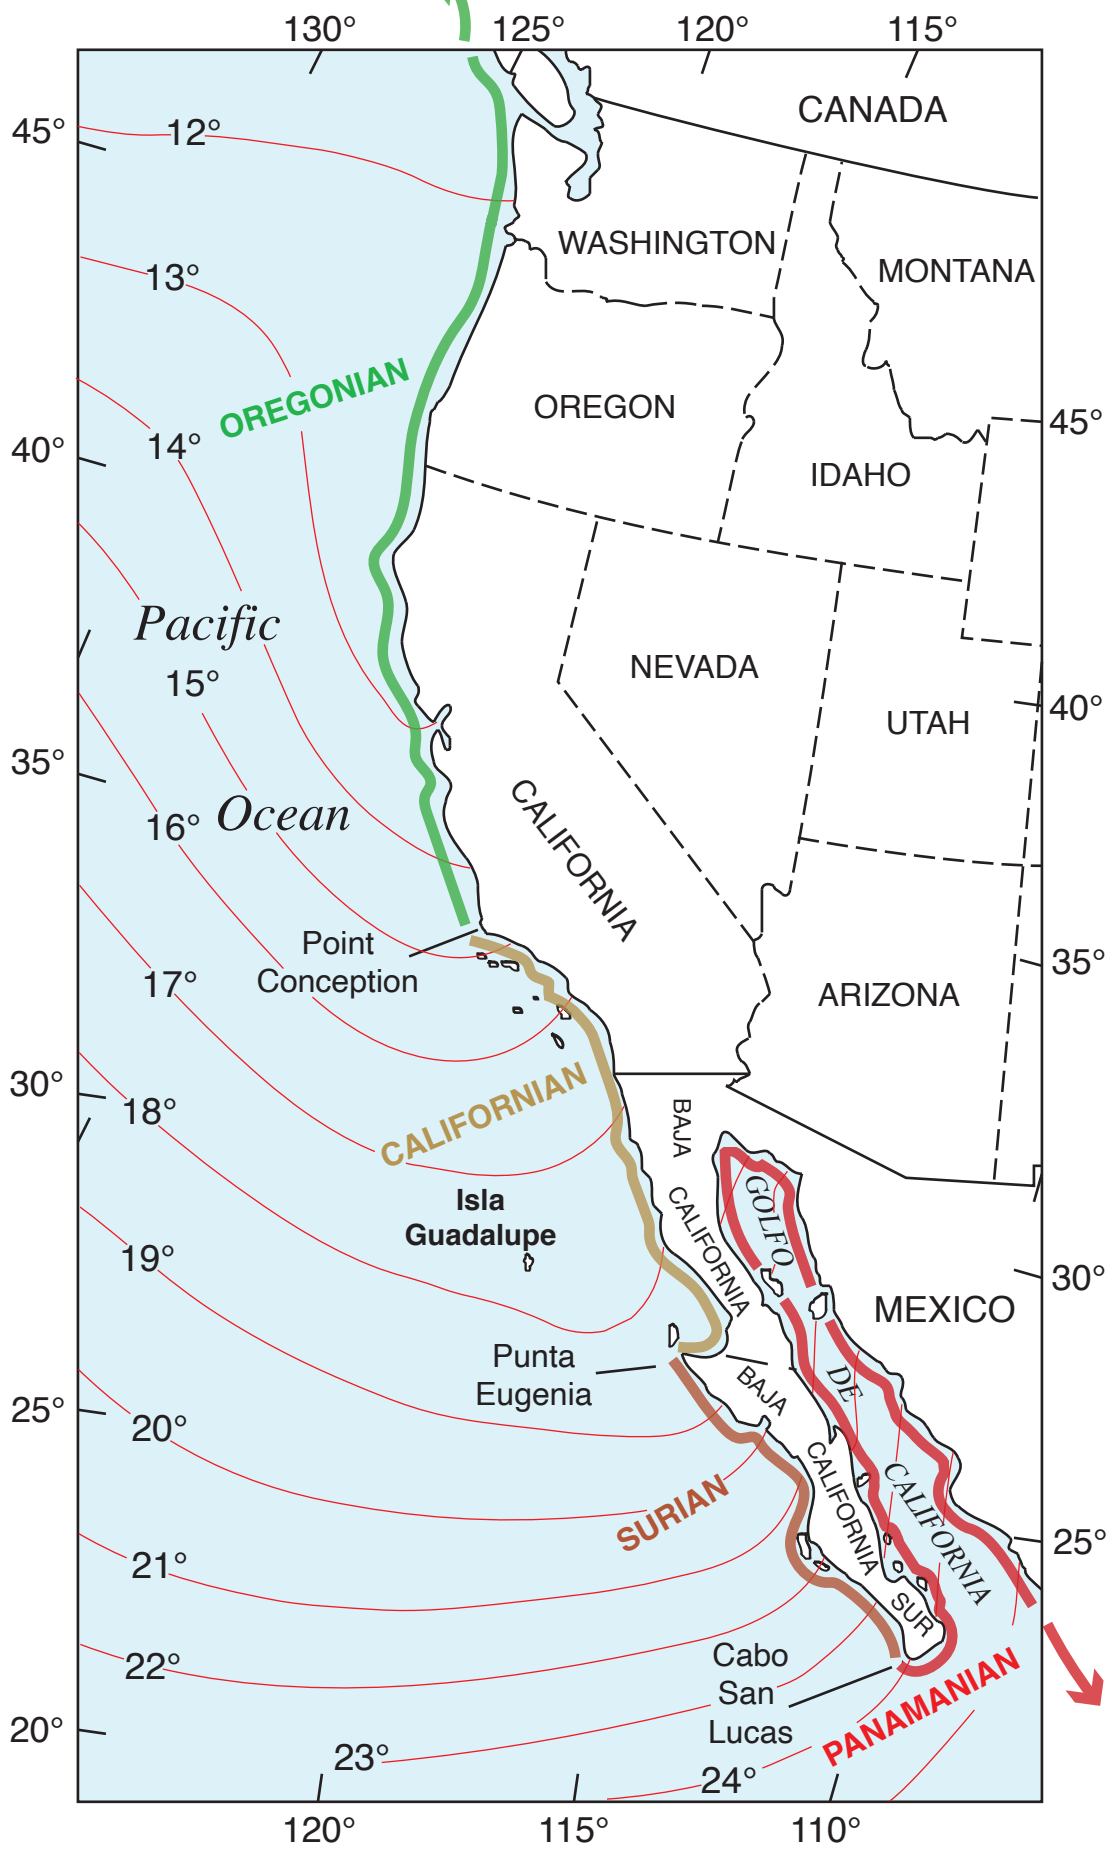 130°
125°
120°
115°
CANADA
45°
12°
WASHINGTON
MONTANA
13°
OREGONIAN
OREGON
45°
40°
14°
IDAHO
Pacific
15°
NEVADA
40°
UTAH
35°
16°
Ocean
CALIFORNIA
Point
Conception
35°
17°
ARIZONA
30°
18°
CALIFORNIAN
BAJA
CALIFORNIA
Isla
Guadalupe
GOLFO
DE
CALIFORNIA
19°
30°
MEXICO
Punta
Eugenia
25°
20°
BAJA
CALIFORNIA
SUR
SURIAN
25°
21°
22°
Cabo
San
Lucas
PANAMANIAN
20°
23°
24°
120°
115°
110°